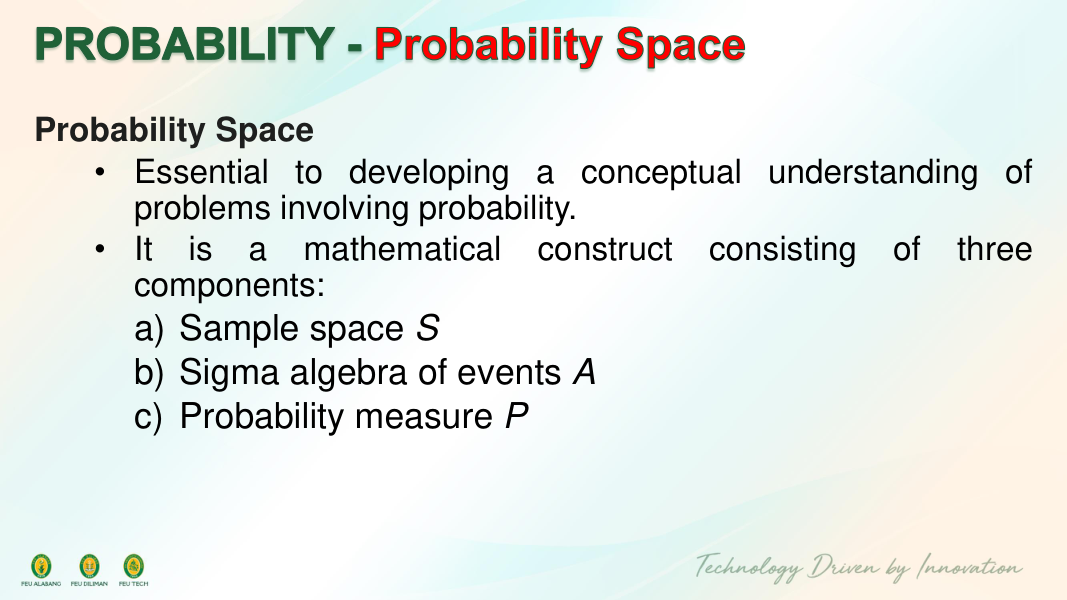 PROBABILITY - Probability Space
Probability Space
• Essential to developing a conceptual understanding of
problems involving probability.
• It is a mathematical construct consisting of three
components:
a) Sample space S
b) Sigma algebra of events A
c) Probability measure P
FEU ALABANG FEU DILIMAN FEU TECH
Technology Driven by Innovation